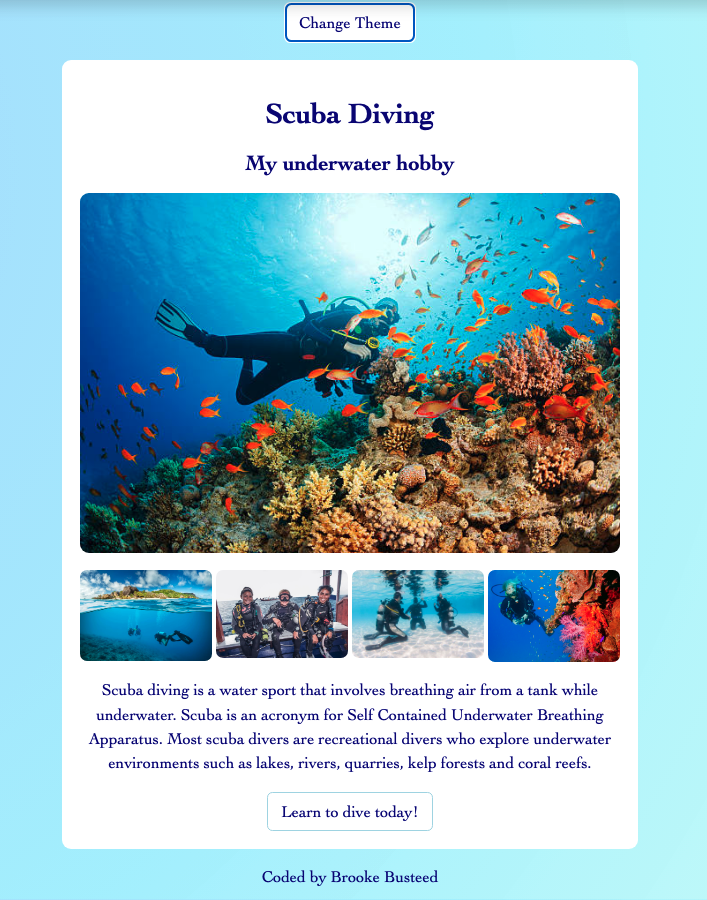 Change Theme
Scuba Diving
My underwater hobby
Scuba diving is a water sport that involves breathing air from a tank while
underwater. Scuba is an acronym for Self Contained Underwater Breathing
Apparatus. Most scuba divers are recreational divers who explore underwater
environments such as lakes, rivers, quarries, kelp forests and coral reefs.
Learn to dive today!
Coded by Brooke Busteed